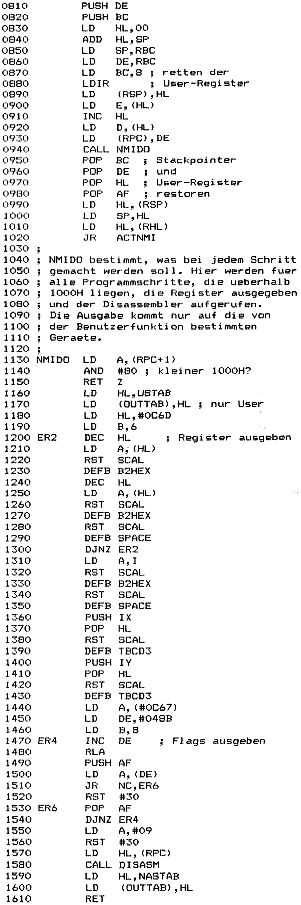 0810        PUSH DE
0820        PUSH BC
0830        LD   HL,00
0840        ADD  HL,SP
0850        LD   SP,RBC
0860        LD   DE,RBC
0870        LD   BC,8 ; retten der
0880        LDIR      ; User-Register
0890        LD   (RSP),HL
0900        LD   E,(HL)
0910        INC  HL
0920        LD   D,(HL)
0930        LD   (RPC),DE
0940        CALL NMIDO
0950        POP  BC  ; Stackpointer
0960        POP  DE  ; und
0970        POP  HL  ; User-Register
0980        POP  AF  ; restoren
0990        LD   HL,(RSP)
1000        LD   SP,HL
1010        LD   HL,(RHL)
1020        JR   ACTNMI
1030 ;
1040 ; NMIDO bestimmt, was bei jedem Schritt
1050 ; gemacht werden soll. Hier werden fuer
1060 ; alle Programmschritte, die ueberhalb
1070 ; 1000H liegen, die Register ausgegeben
1080 ; und der Disassembler aufgerufen.
1090 ; Die Ausgabe kommt nur auf die von
1100 ; der Benutzerfunktion bestimmten
1110 ; Geraete.
1120 ;
1130 NMIDO  LD   A,(RPC+1)
1140        AND  #80 ; kleiner 1000H?
1150        RET  Z
1160        LD   HL,USTAB
1170        LD   (OUTTAB),HL ; nur User
1180        LD   HL,#0C6D
1190        LD   B,6
1200 ER2    DEC  HL    ; Register ausgeben
1210        LD   A,(HL)
1220        RST  SCAL
1230        DEFB B2HEX
1240        DEC  HL
1250        LD   A,(HL)
1260        RST  SCAL
1270        DEFB B2HEX
1280        RST  SCAL
1290        DEFB SPACE
1300        DJNZ ER2
1310        LD   A,I
1320        RST  SCAL
1330        DEFB B2HEX
1340        RST  SCAL
1350        DEFB SPACE
1360        PUSH IX
1370        POP  HL
1380        RST  SCAL
1390        DEFB TBCD3
1400        PUSH IY
1410        POP  HL
1420        RST  SCAL
1430        DEFB TBCD3
1440        LD   A,(#0C67)
1450        LD   DE,#048B
1460        LD   B,8
1470 ER4    INC  DE    ; Flags ausgeben
1480        RLA
1490        PUSH AF
1500        LD   A,(DE)
1510        JR   NC,ER6
1520        RST  #30
1530 ER6    POP  AF
1540        DJNZ ER4
1550        LD   A,#09
1560        RST  #30
1570        LD   HL,(RPC)
1580        CALL DISASM
1590        LD   HL,NASTAB
1600        LD   (OUTTAB),HL
1610        RET